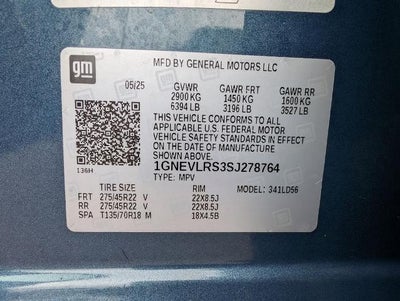 gm
MFD BY GENERAL MOTORS LLC
05/25 GVWR GAWR FRT GAWR RR
2900 KG 1450 KG 1600 KG
6394 LB 3196 LB 3527 LB
THIS VEHICLE CONFORMS TO ALL
APPLICABLE U.S. FEDERAL MOTOR
VEHICLE SAFETY STANDARDS IN EFFECT
ON THE DATE OF MANUFACTURE
SHOWN ABOVE.
136H 1GNEVLRS3SJ278764
TYPE: MPV
TIRE SIZE RIM MODEL: 341LD56
FRT 275/45R22 V 22X8.5J
RR 275/45R22 V 22X8.5J
SPA T135/70R18 M 18X4.5B